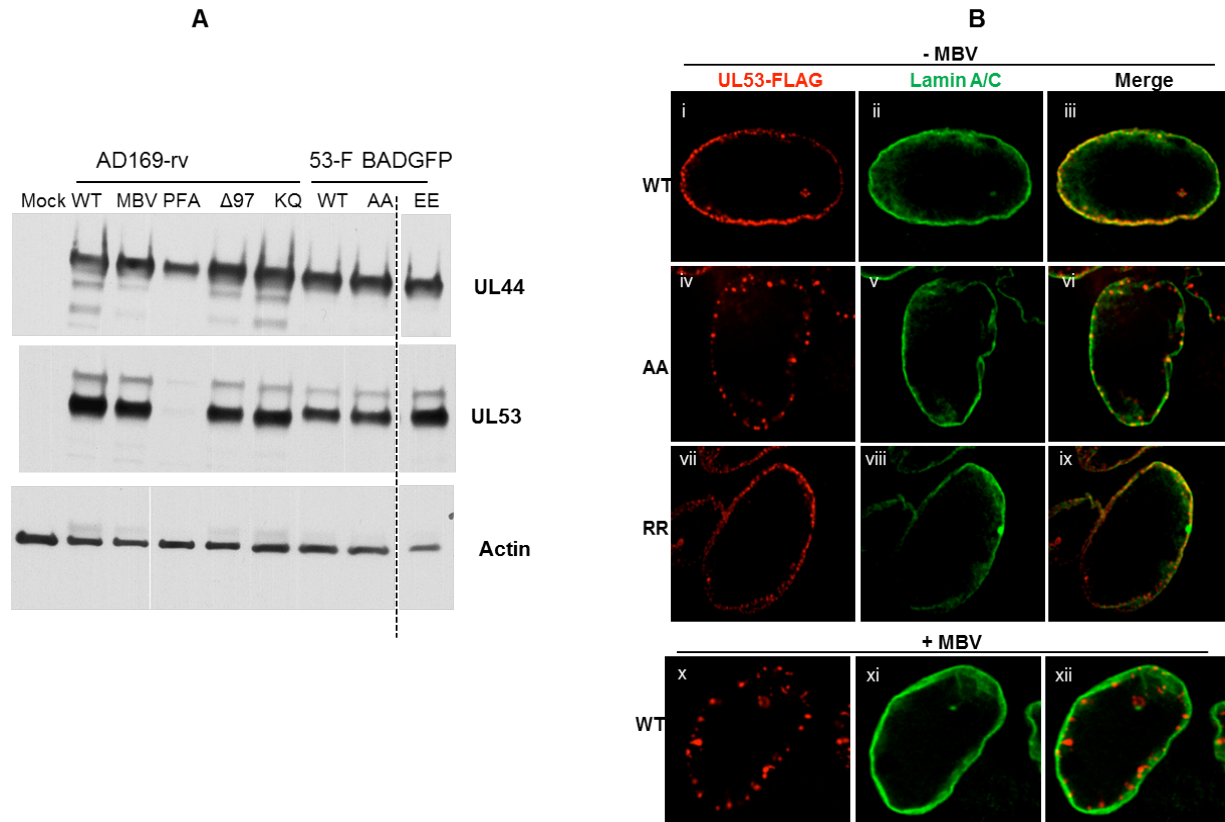 A
AD169-rv 53-F BADGFP
Mock WT MBV PFA Δ97 KQ WT AA EE
UL44
UL53
Actin
B
- MBV
UL53-FLAG Lamin A/C Merge
i ii iii
WT
iv v vi
AA
vii viii ix
RR
+ MBV
x xi xii
WT